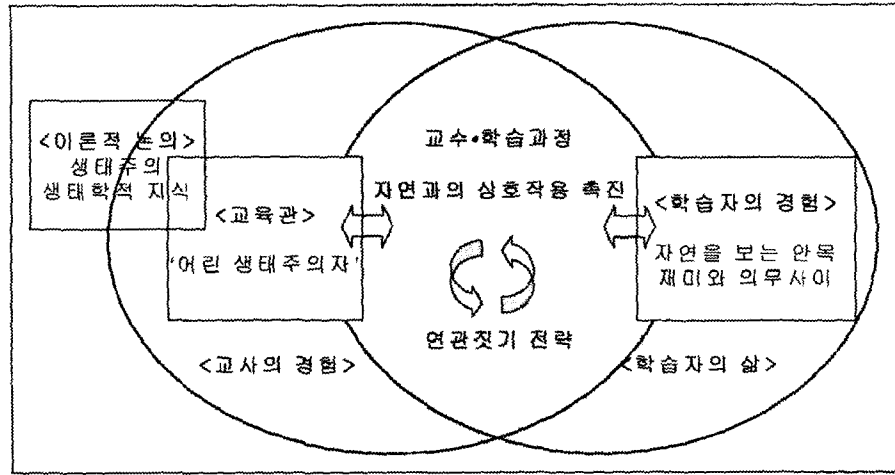 <이론적 논의>
생태주의
생태학적 지식
<교육관>
'어린 생태주의자'
<교사의 경험>
교수•학습과정
자연과의 상호작용 촉진
연관짓기 전략
<학습자의 경험>
자연을 보는 안목
재미와 의무사이
<학습자의 삶>